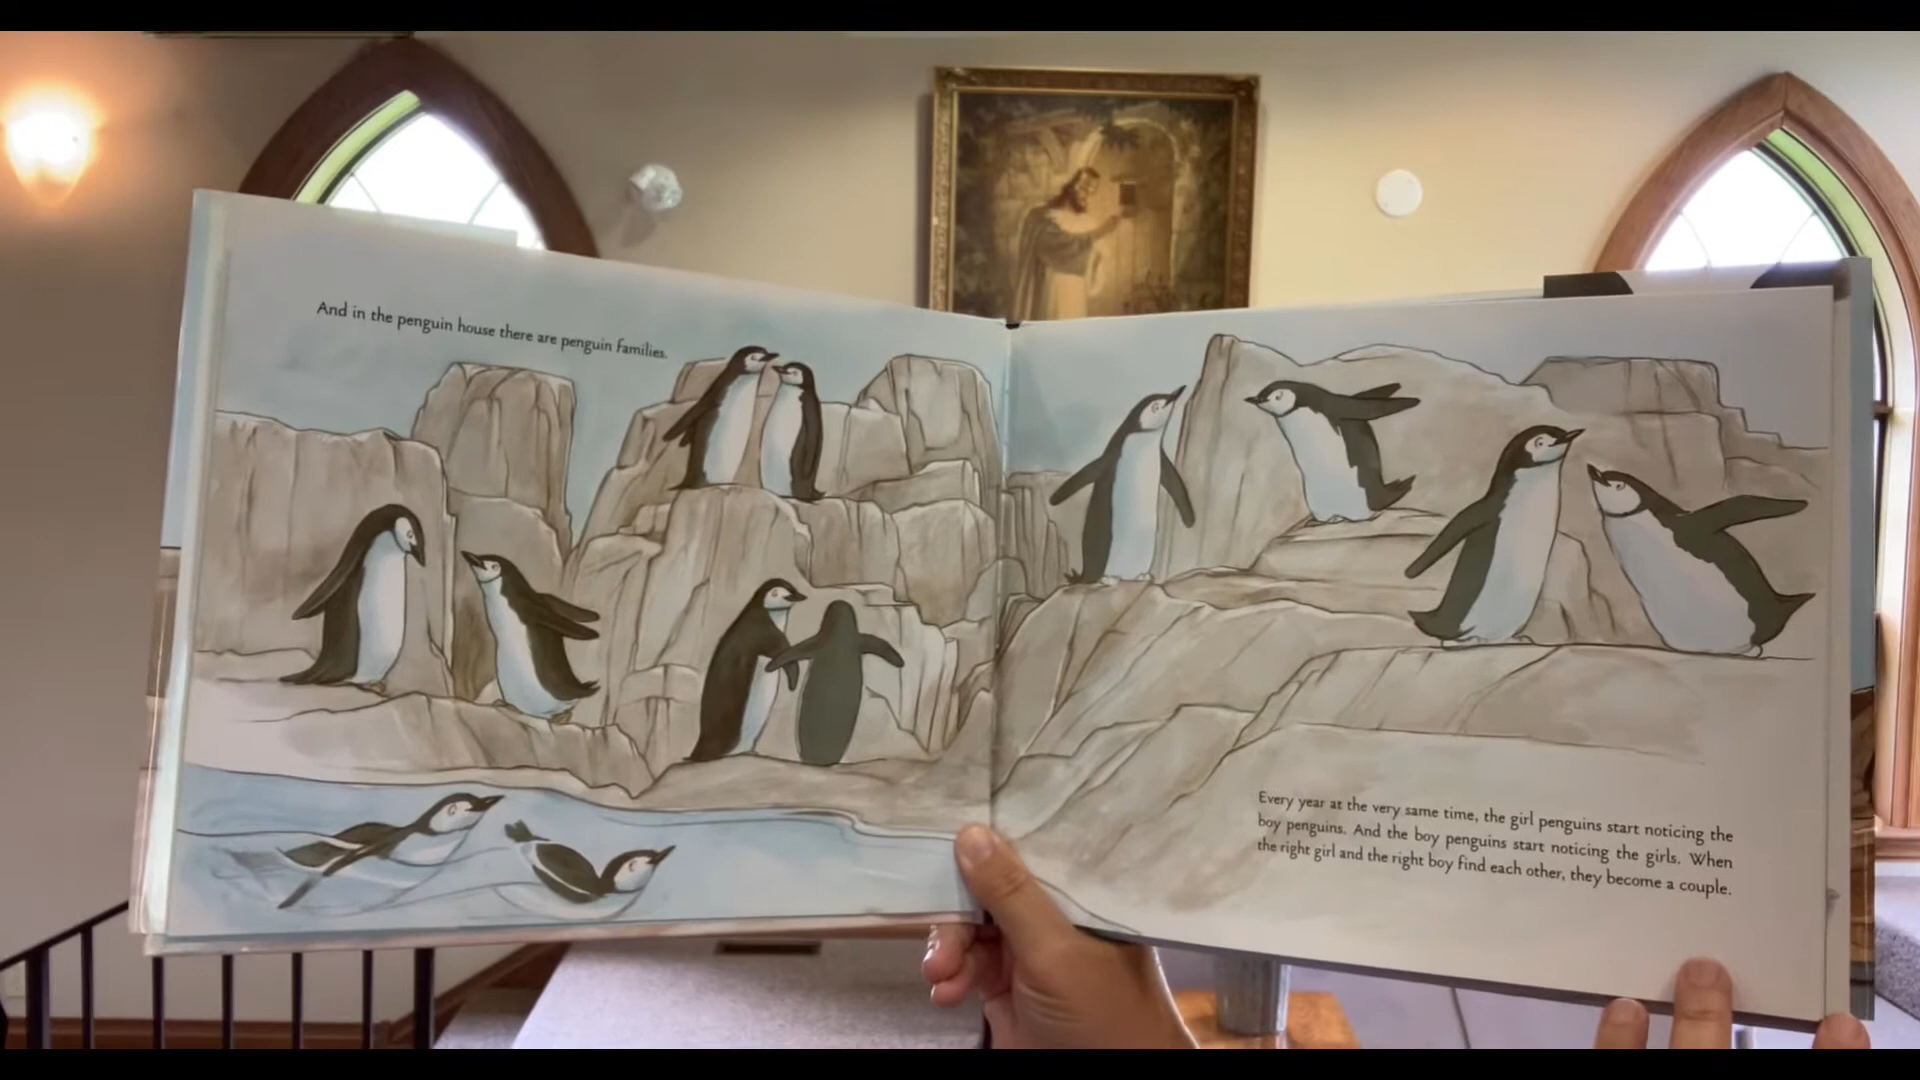 And in the penguin house there are penguin families.
Every year at the very same time, the girl penguins start noticing the
boy penguins. And the boy penguins start noticing the girls. When
the right girl and the right boy find each other, they become a couple.